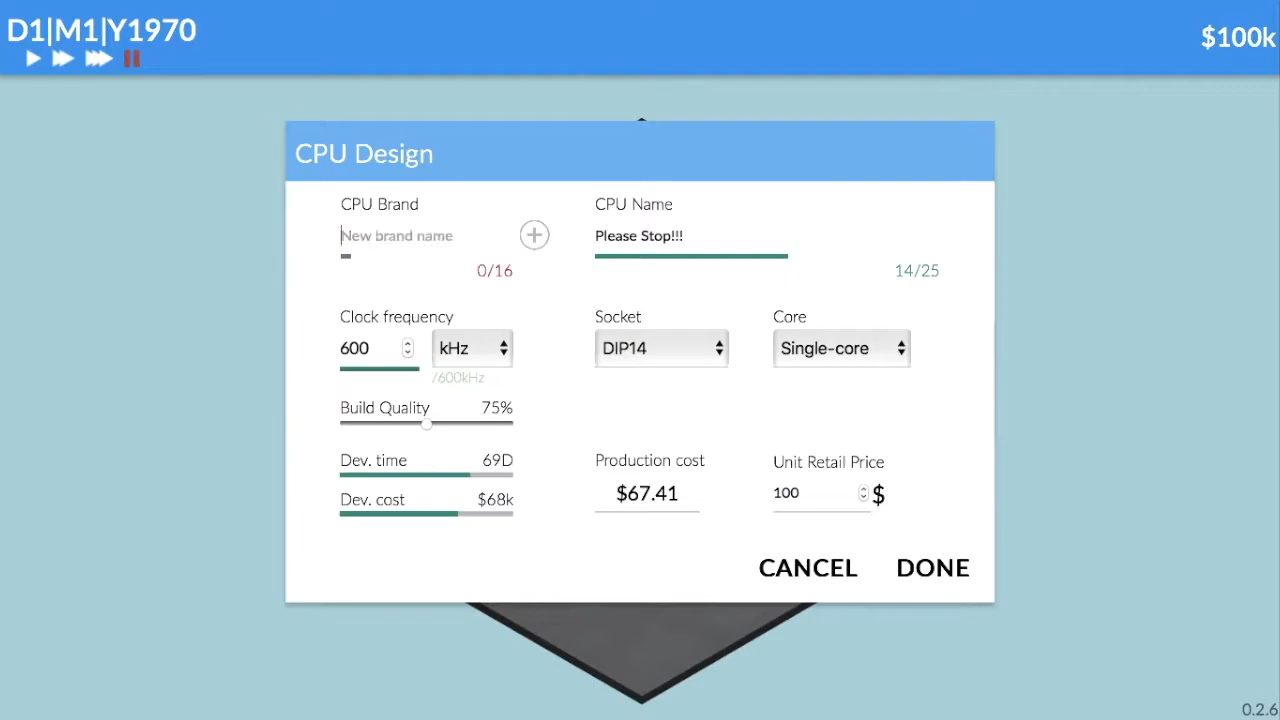 D1|M1|Y1970
$100k
CPU Design
CPU Brand
CPU Name
New brand name
Please Stop!!!
0/16
14/25
Clock frequency
Socket
Core
600
kHz
DIP14
Single-core
/600kHz
Build Quality
75%
Dev. time
69D
Production cost
Unit Retail Price
$67.41
100
$
Dev. cost
$68k
CANCEL
DONE
0.2.6